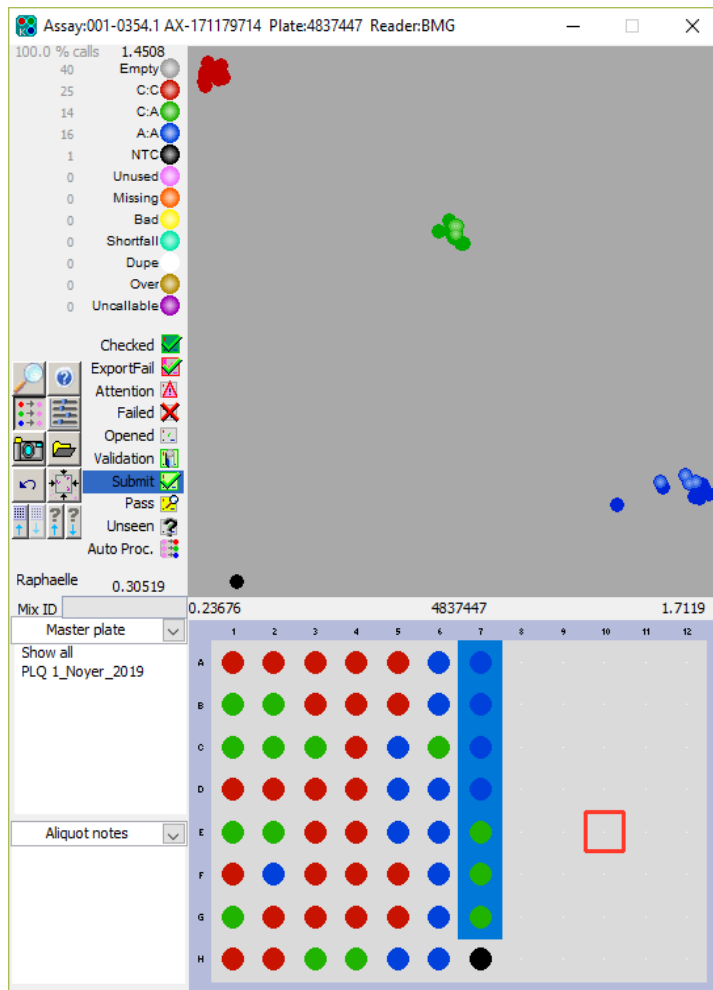 Assay:001-0354.1 AX-171179714 Plate:4837447 Reader:BMG
100.0 % calls 1.4508
40 Empty
25 C:C
14 C:A
16 A:A
1 NTC
0 Unused
0 Missing
0 Bad
0 Shortfall
0 Dupe
0 Over
0 Uncallable
Checked
ExportFail
Attention
Failed
Opened
Validation
Submit
Pass
Unseen
Auto Proc.
Raphaelle 0.30519
Mix ID 0.23676 4837447 1.7119
Master plate
Show all
PLQ 1_Noyer_2019
Aliquot notes
1 2 3 4 5 6 7 8 9 10 11 12
A
B
C
D
E
F
G
H